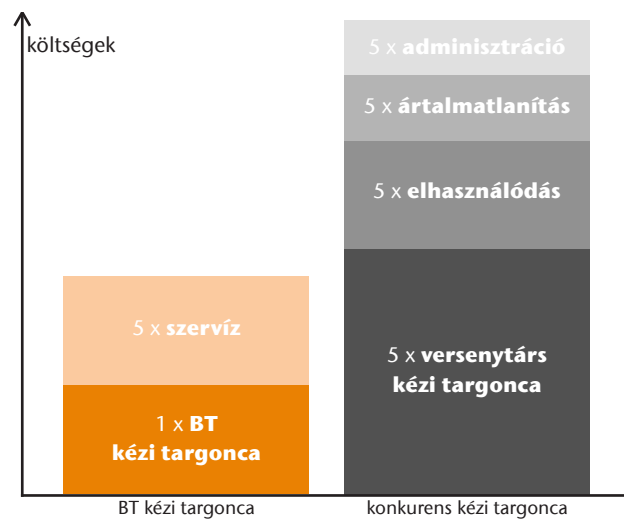 költségek
5 x adminisztráció
5 x ártalmatlanítás
5 x elhasználódás
5 x szervíz
5 x versenytárs
kézi targonca
1 x BT
kézi targonca
BT kézi targonca
konkurens kézi targonca